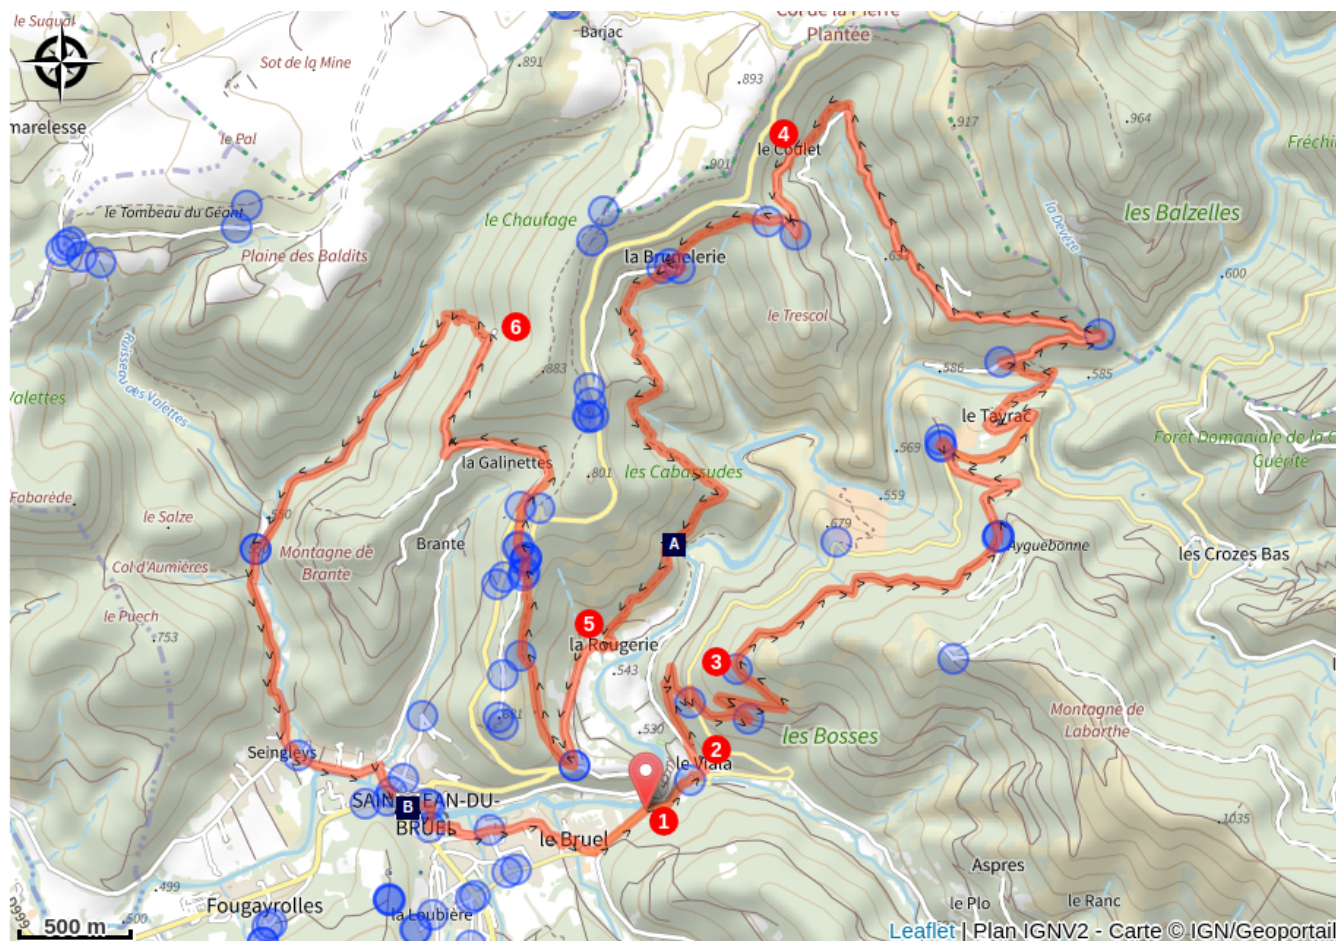 le Suqual
Barjac
Col de la Pierre
Plantée
Sot de la Mine
.891
.893
marelesse
le Pal
.917
.964
4
le Coulet
.901
Fréchi
le Tombeau du Géant
le Chaufage
la Devèze
les Balzelles
Plaine des Baldits
la Brunelerie
.600
le Trescol
6
Ruisseau des Valettes
.883
.586
.585
Valettes
le Tayrac
Forêt Domaniale de la G
Guérite
.569
la Galinettes
les Cabassudes
.801
Fabarède
.559
le Salze
.550
.679
Brante
A
Ayguebonne
les Crozes Bas
Montagne de
Brante
Col d'Aumières
le Puech
5
la Rougerie
.753
3
.543
Montagne de
Labarthe
.681
.530
les Bosses
2
Seingleys
le Viala
SAINT-JEAN-DU-
BRUEL
B
1
le Bruel
.1035
Aspres
.499
le Plo
le Ranc
Fougayrolles
la Loubière
D999
.500
500 m
Leaflet | Plan IGNV2 - Carte © IGN/Geoportail